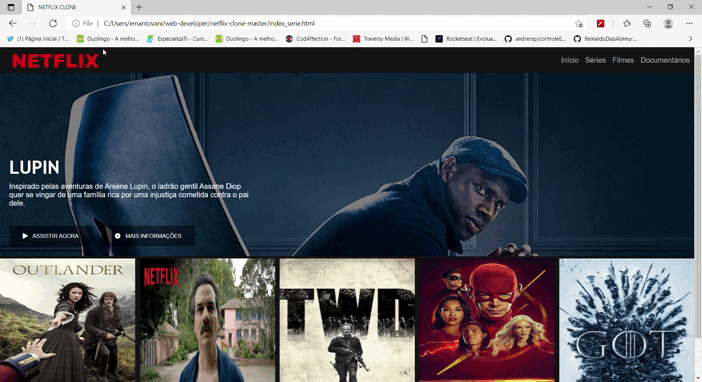 NETFLIX CLONE
File
C:/Users/emantovani/web-developer/netflix-clone-master/index_serie.html
(1) Página Inicial / T...
Duolingo - A melho...
EspecializaTi - Curs...
Duolingo - A melho...
CodAffection - For...
Traversy Media | W...
Rocketseat | Evolua...
andrersp/controleE...
ReinaldoDiasAbreu/...
NETFLIX
Início Séries Filmes Documentários
LUPIN
Inspirado pelas aventuras de Arsène Lupin, o ladrão gentil Assane Diop
quer se vingar de uma família rica por uma injustiça cometida contra o pai
dele.
ASSISTIR AGORA
MAIS INFORMAÇÕES
OUTLANDER
NETFLIX
TWD
GOT